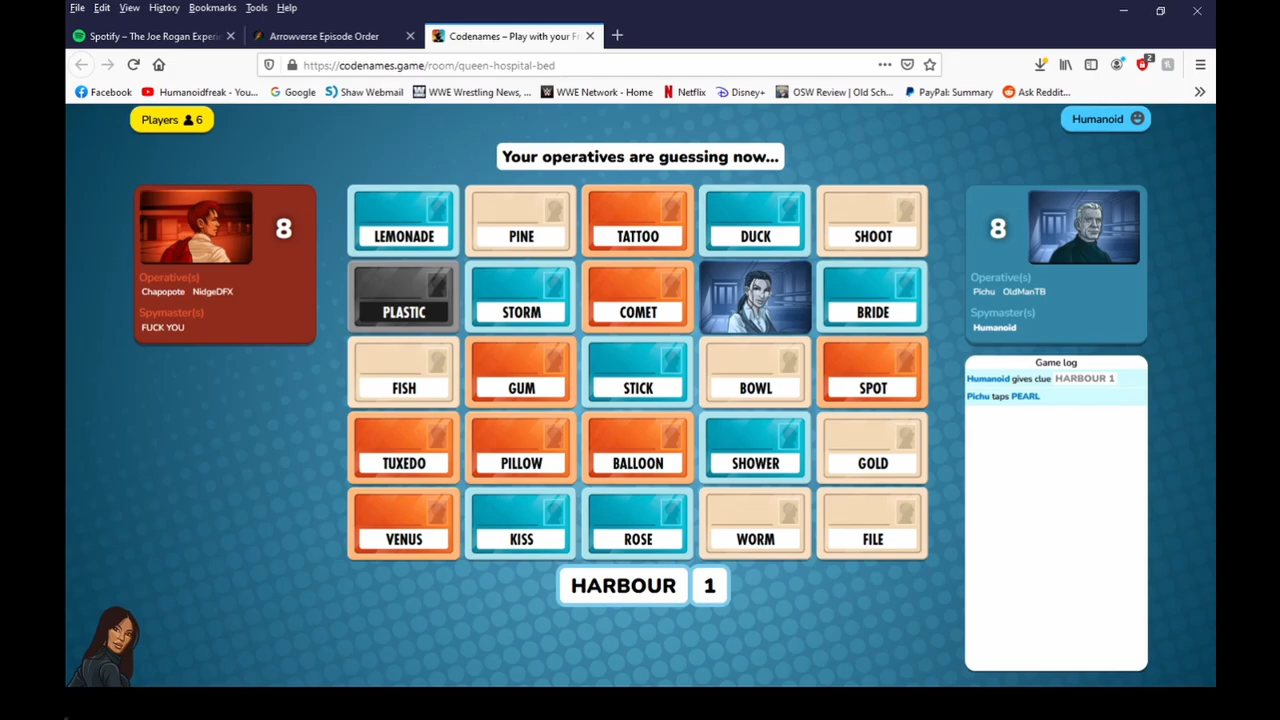 File Edit View History Bookmarks Tools Help
Spotify – The Joe Rogan Experi
Arrowverse Episode Order
Codenames – Play with your Fr
https://codenames.game/room/queen-hospital-bed
2
Facebook Humanoidfreak - You... Google Shaw Webmail WWE Wrestling News, ... WWE Network - Home Netflix Disney+ OSW Review | Old Sch... PayPal: Summary Ask Reddit...
Players 6
Humanoid
Your operatives are guessing now...
8
Operative(s)
Chapopote NidgeDFX
Spymaster(s)
FUCK YOU
LEMONADE PINE TATTOO DUCK SHOOT
PLASTIC STORM COMET BRIDE
FISH GUM STICK BOWL SPOT
TUXEDO PILLOW BALLOON SHOWER GOLD
VENUS KISS ROSE WORM FILE
HARBOUR 1
8
Operative(s)
Pichu OldManTB
Spymaster(s)
Humanoid
Game log
Humanoid gives clue HARBOUR 1
Pichu taps PEARL